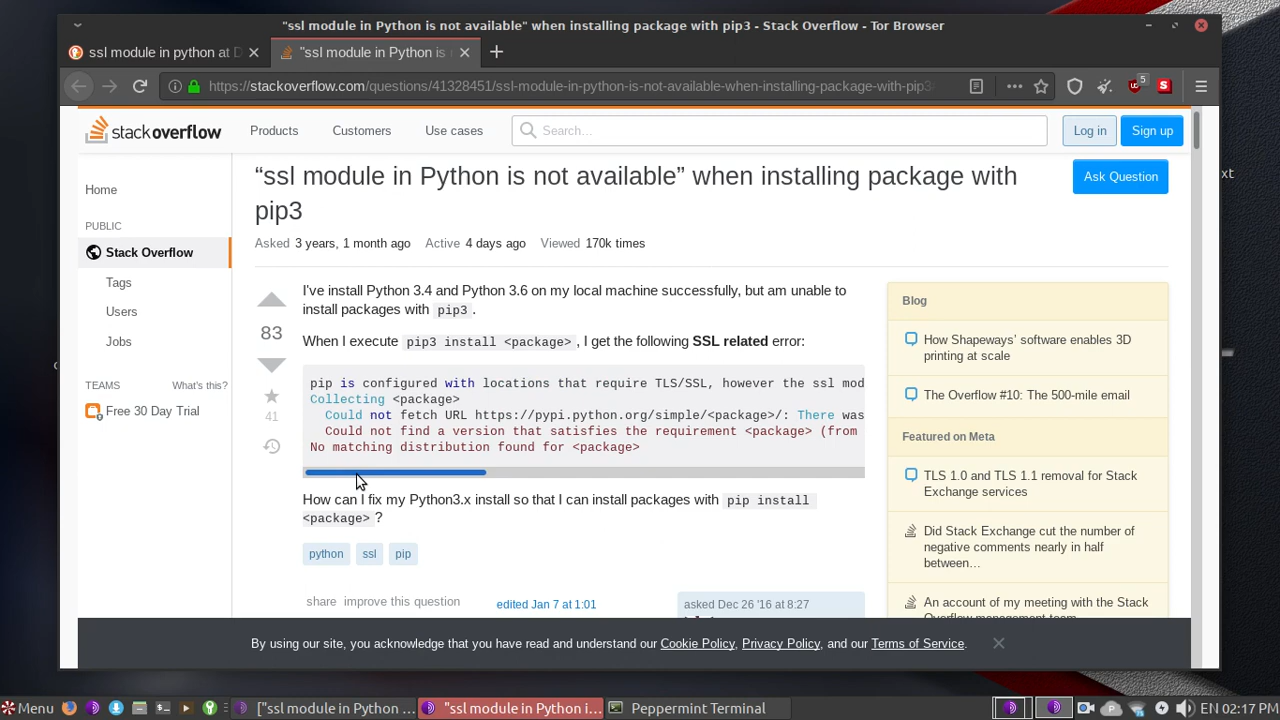 "ssl module in Python is not available" when installing package with pip3 - Stack Overflow - Tor Browser
ssl module in python at D
"ssl module in Python is
https://stackoverflow.com/questions/41328451/ssl-module-in-python-is-not-available-when-installing-package-with-pip3
5
stackoverflow
Products
Customers
Use cases
Search...
Log in
Sign up
Home
PUBLIC
Stack Overflow
Tags
Users
Jobs
TEAMS
What's this?
Free 30 Day Trial
“ssl module in Python is not available” when installing package with
pip3
Ask Question
Asked 3 years, 1 month ago Active 4 days ago Viewed 170k times
83
41
I've install Python 3.4 and Python 3.6 on my local machine successfully, but am unable to
install packages with pip3.
When I execute pip3 install <package>, I get the following SSL related error:
pip is configured with locations that require TLS/SSL, however the ssl mod
Collecting <package>
Could not fetch URL https://pypi.python.org/simple/<package>/: There was
Could not find a version that satisfies the requirement <package> (from
No matching distribution found for <package>
How can I fix my Python3.x install so that I can install packages with pip install
<package>?
python ssl pip
share improve this question
edited Jan 7 at 1:01
asked Dec 26 '16 at 8:27
Blog
How Shapeways’ software enables 3D
printing at scale
The Overflow #10: The 500-mile email
Featured on Meta
TLS 1.0 and TLS 1.1 removal for Stack
Exchange services
Did Stack Exchange cut the number of
negative comments nearly in half
between…
An account of my meeting with the Stack
Overflow management team
By using our site, you acknowledge that you have read and understand our Cookie Policy, Privacy Policy, and our Terms of Service.
Menu
["ssl module in Python ...
"ssl module in Python i...
Peppermint Terminal
EN 02:17 PM